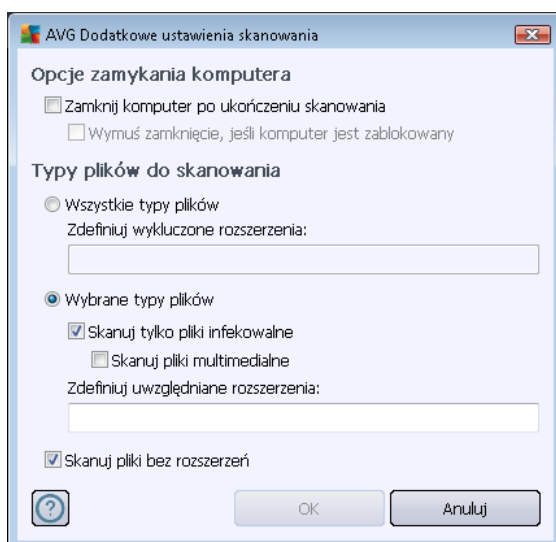 AVG Dodatkowe ustawienia skanowania
Opcje zamykania komputera
Zamknij komputer po ukończeniu skanowania
Wymuś zamknięcie, jeśli komputer jest zablokowany
Typy plików do skanowania
Wszystkie typy plików
Zdefiniuj wykluczone rozszerzenia:
Wybrane typy plików
Skanuj tylko pliki infekowalne
Skanuj pliki multimedialne
Zdefiniuj uwzględniane rozszerzenia:
Skanuj pliki bez rozszerzeń
? OK Anuluj